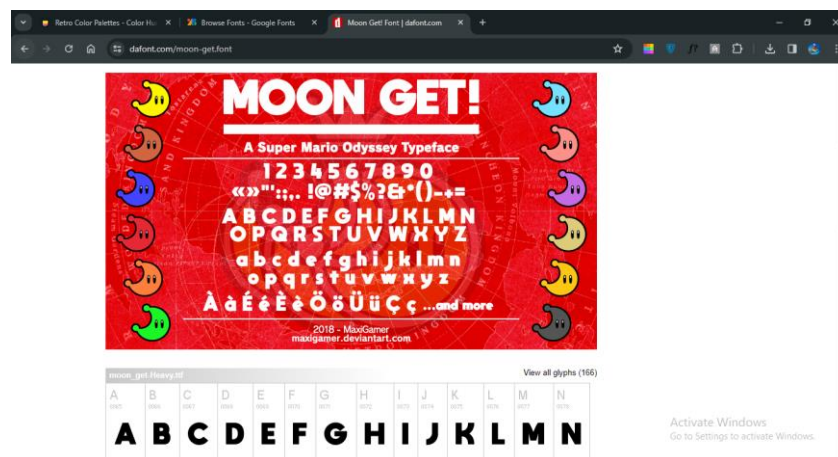 Retro Color Palettes - Color Hu
Browse Fonts - Google Fonts
Moon Get! Font | dafont.com
dafont.com/moon-get.font
MOON GET!
A Super Mario Odyssey Typeface
1234567890
«»"':;,. !@#$%?&*()-+=
ABCDEFGHIJKLMN
OPQRSTUVWXYZ
abcdefghijklmn
opqrstuvwxyz
ÀàÉéÈèÖöÜüÇç ...and more
2018 - MaxiGamer
maxigamer.deviantart.com
moon_get-Heavy.ttf
View all glyphs (166)
A B C D E F G H I J K L M N
A B C D E F G H I J K L M N
Activate Windows
Go to Settings to activate Windows.